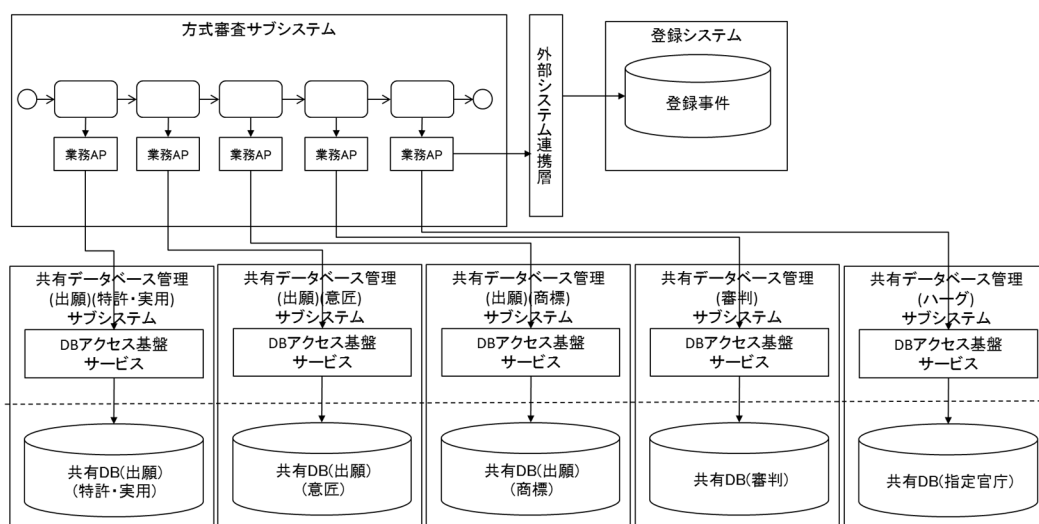 方式審査サブシステム
業務AP
業務AP
業務AP
業務AP
業務AP
外部システム連携層
登録システム
登録事件
共有データベース管理
(出願)(特許・実用)
サブシステム
DBアクセス基盤
サービス
共有DB(出願)
(特許・実用)
共有データベース管理
(出願)(意匠)
サブシステム
DBアクセス基盤
サービス
共有DB(出願)
(意匠)
共有データベース管理
(出願)(商標)
サブシステム
DBアクセス基盤
サービス
共有DB(出願)
(商標)
共有データベース管理
(審判)
サブシステム
DBアクセス基盤
サービス
共有DB(審判)
共有データベース管理
(ハーグ)
サブシステム
DBアクセス基盤
サービス
共有DB(指定官庁)